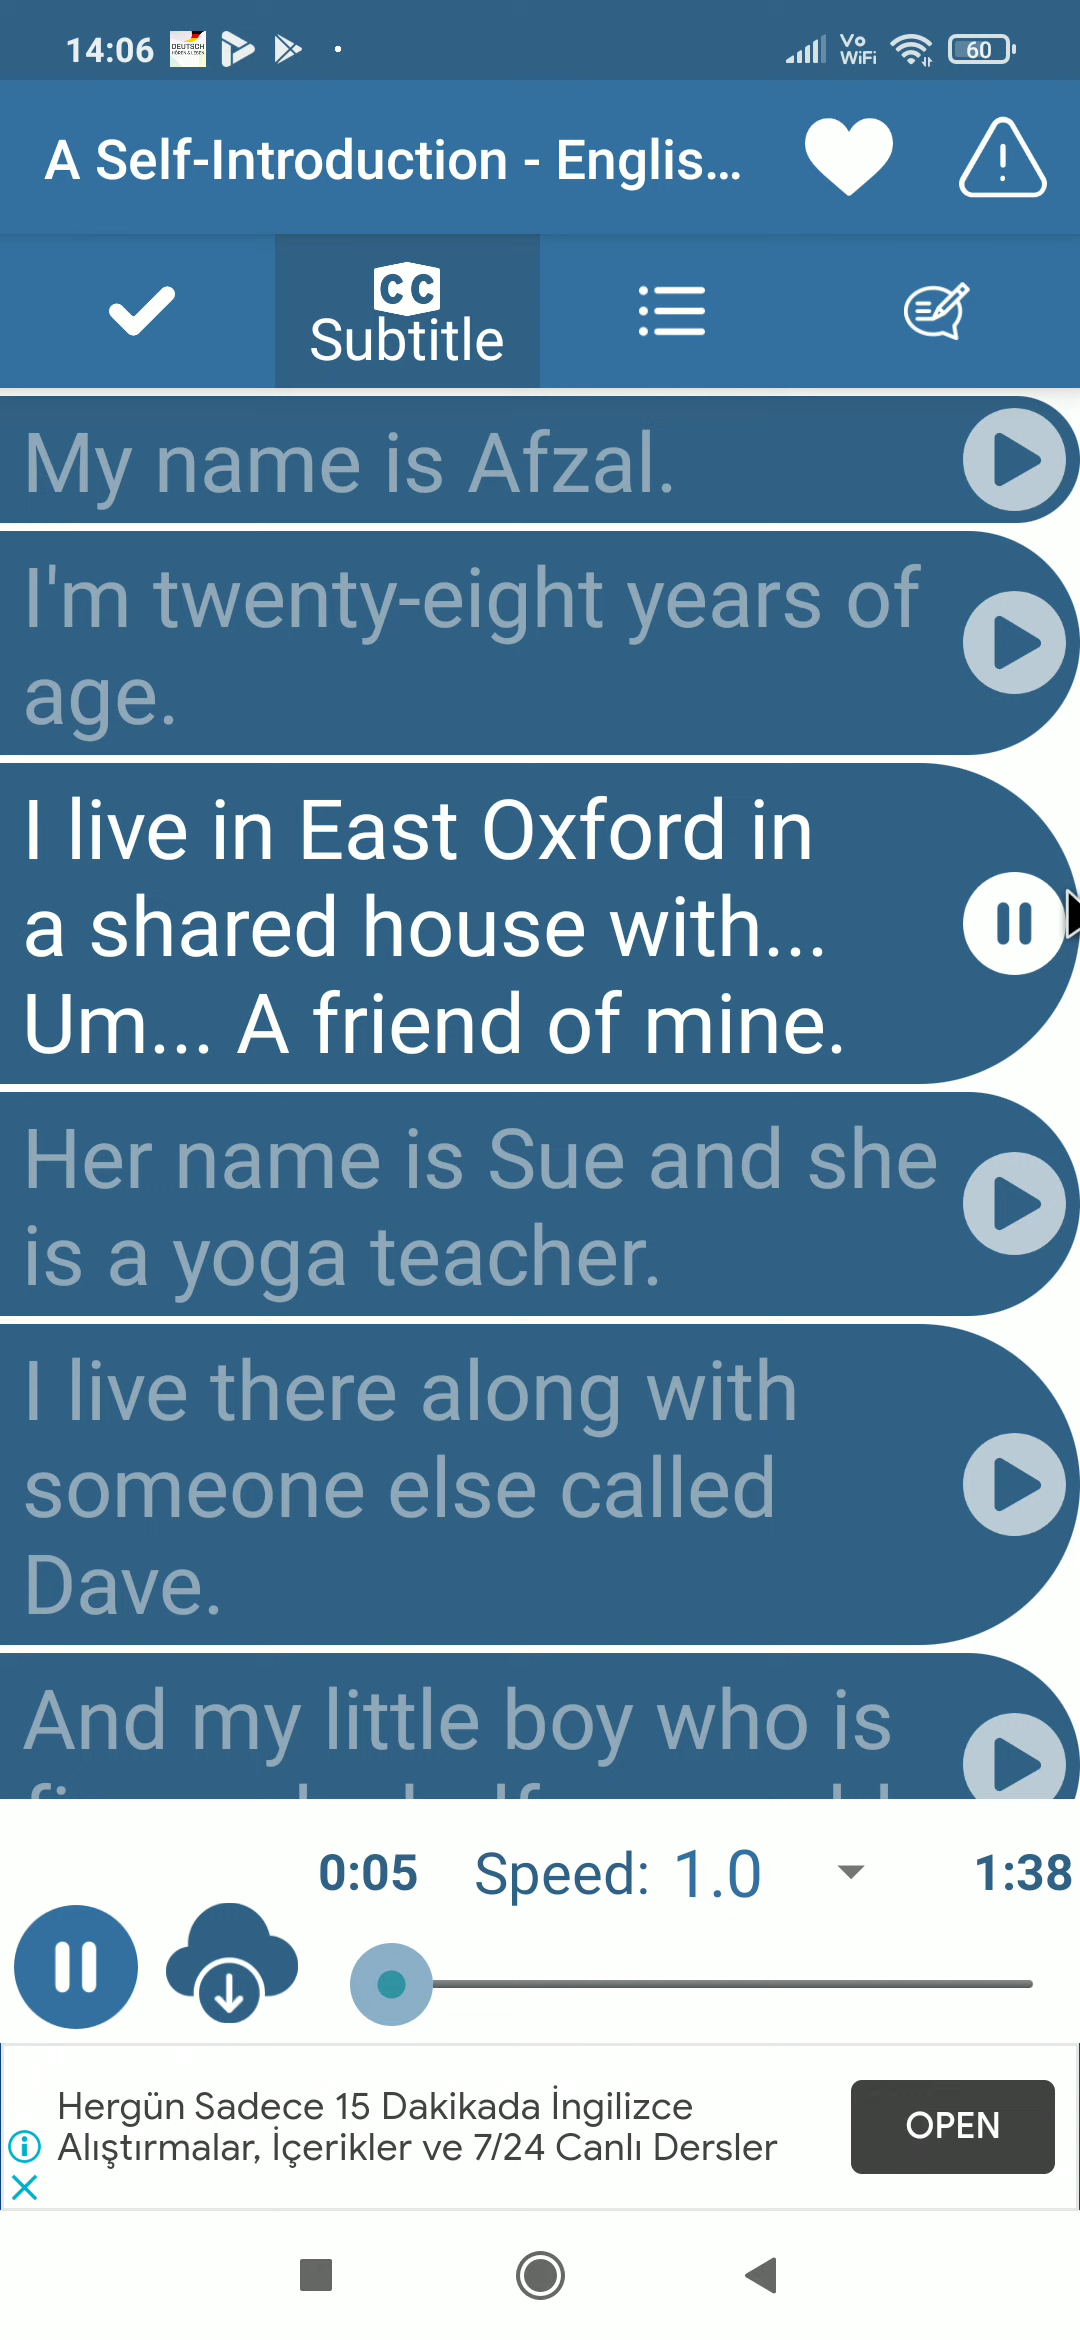 14:06 DEUTSCH Vo WiFi 60
A Self-Introduction - Englis...
CC
Subtitle
My name is Afzal.
I'm twenty-eight years of
age.
I live in East Oxford in
a shared house with...
Um... A friend of mine.
Her name is Sue and she
is a yoga teacher.
I live there along with
someone else called
Dave.
And my little boy who is
0:05 Speed: 1.0 1:38
Hergün Sadece 15 Dakikada İngilizce
Alıştırmalar, İçerikler ve 7/24 Canlı Dersler
OPEN